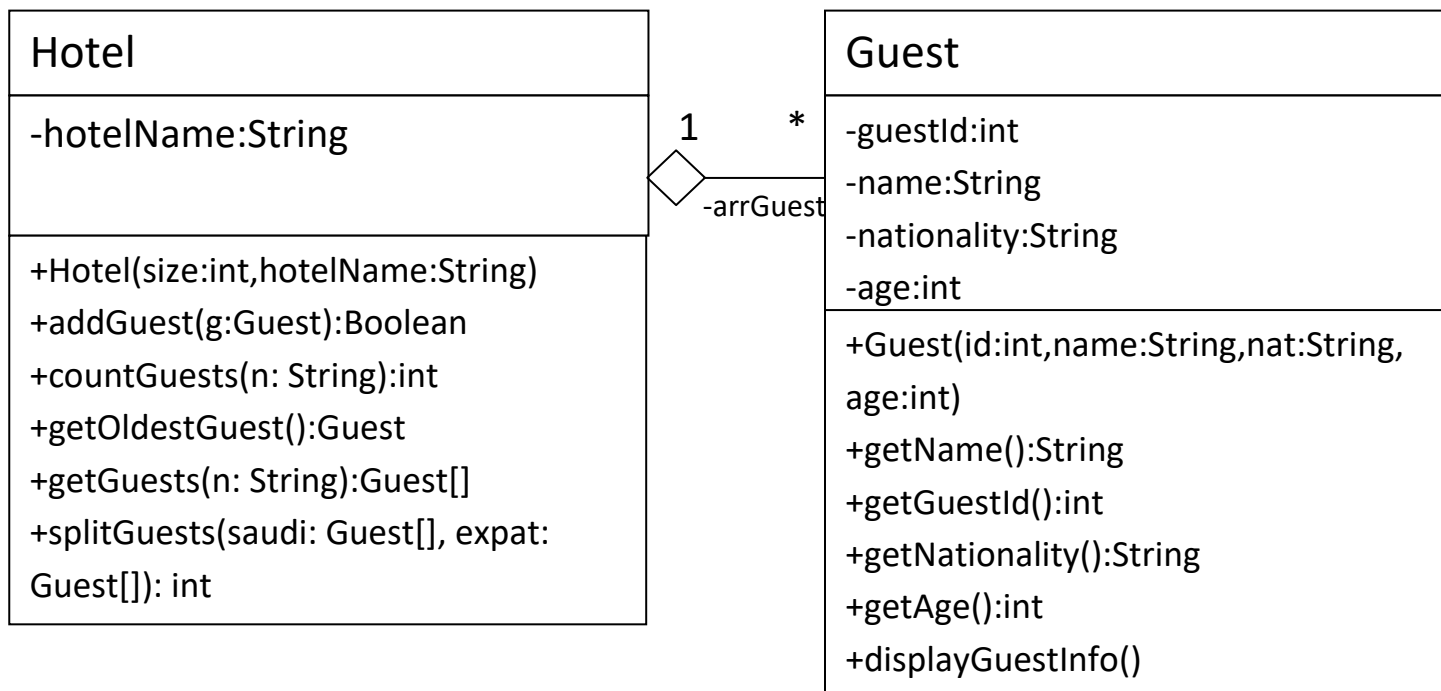 Hotel
-hotelName:String
+Hotel(size:int,hotelName:String)
+addGuest(g:Guest):Boolean
+countGuests(n: String):int
+getOldestGuest():Guest
+getGuests(n: String):Guest[]
+splitGuests(saudi: Guest[], expat:
Guest[]): int
1
*
-arrGuest
Guest
-guestId:int
-name:String
-nationality:String
-age:int
+Guest(id:int,name:String,nat:String,
age:int)
+getName():String
+getGuestId():int
+getNationality():String
+getAge():int
+displayGuestInfo()